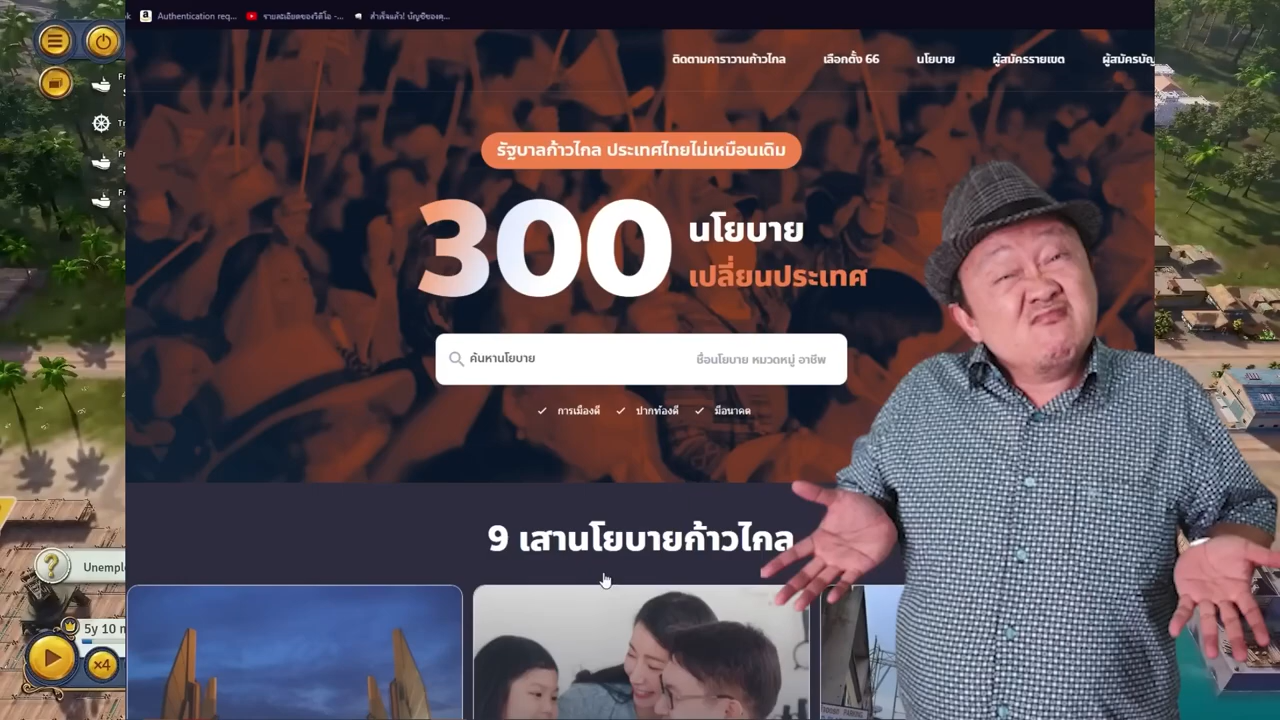 Authentication req...
รายละเอียดของวิดีโอ -...
สำเร็จแล้ว! บัญชีของคุ...
ติดตามคาราวานก้าวไกล
เลือกตั้ง 66
นโยบาย
ผู้สมัครรายเขต
ผู้สมัครบัญ
รัฐบาลก้าวไกล ประเทศไทยไม่เหมือนเดิม
300
นโยบาย
เปลี่ยนประเทศ
ค้นหานโยบาย
ชื่อนโยบาย หมวดหมู่ อาชีพ
การเมืองดี
ปากท้องดี
มีอนาคต
9 เสานโยบายก้าวไกล
?
Unempl
5y 10 m
x4